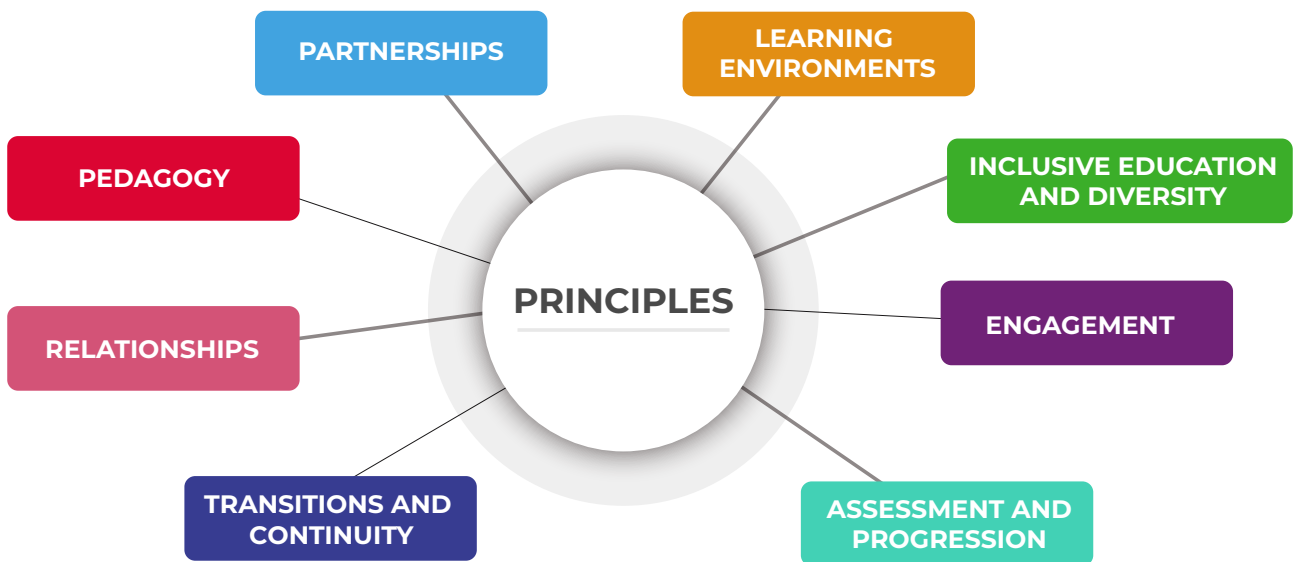 PARTNERSHIPS
LEARNING
ENVIRONMENTS
PEDAGOGY
INCLUSIVE EDUCATION
AND DIVERSITY
PRINCIPLES
RELATIONSHIPS
ENGAGEMENT
TRANSITIONS AND
CONTINUITY
ASSESSMENT AND
PROGRESSION